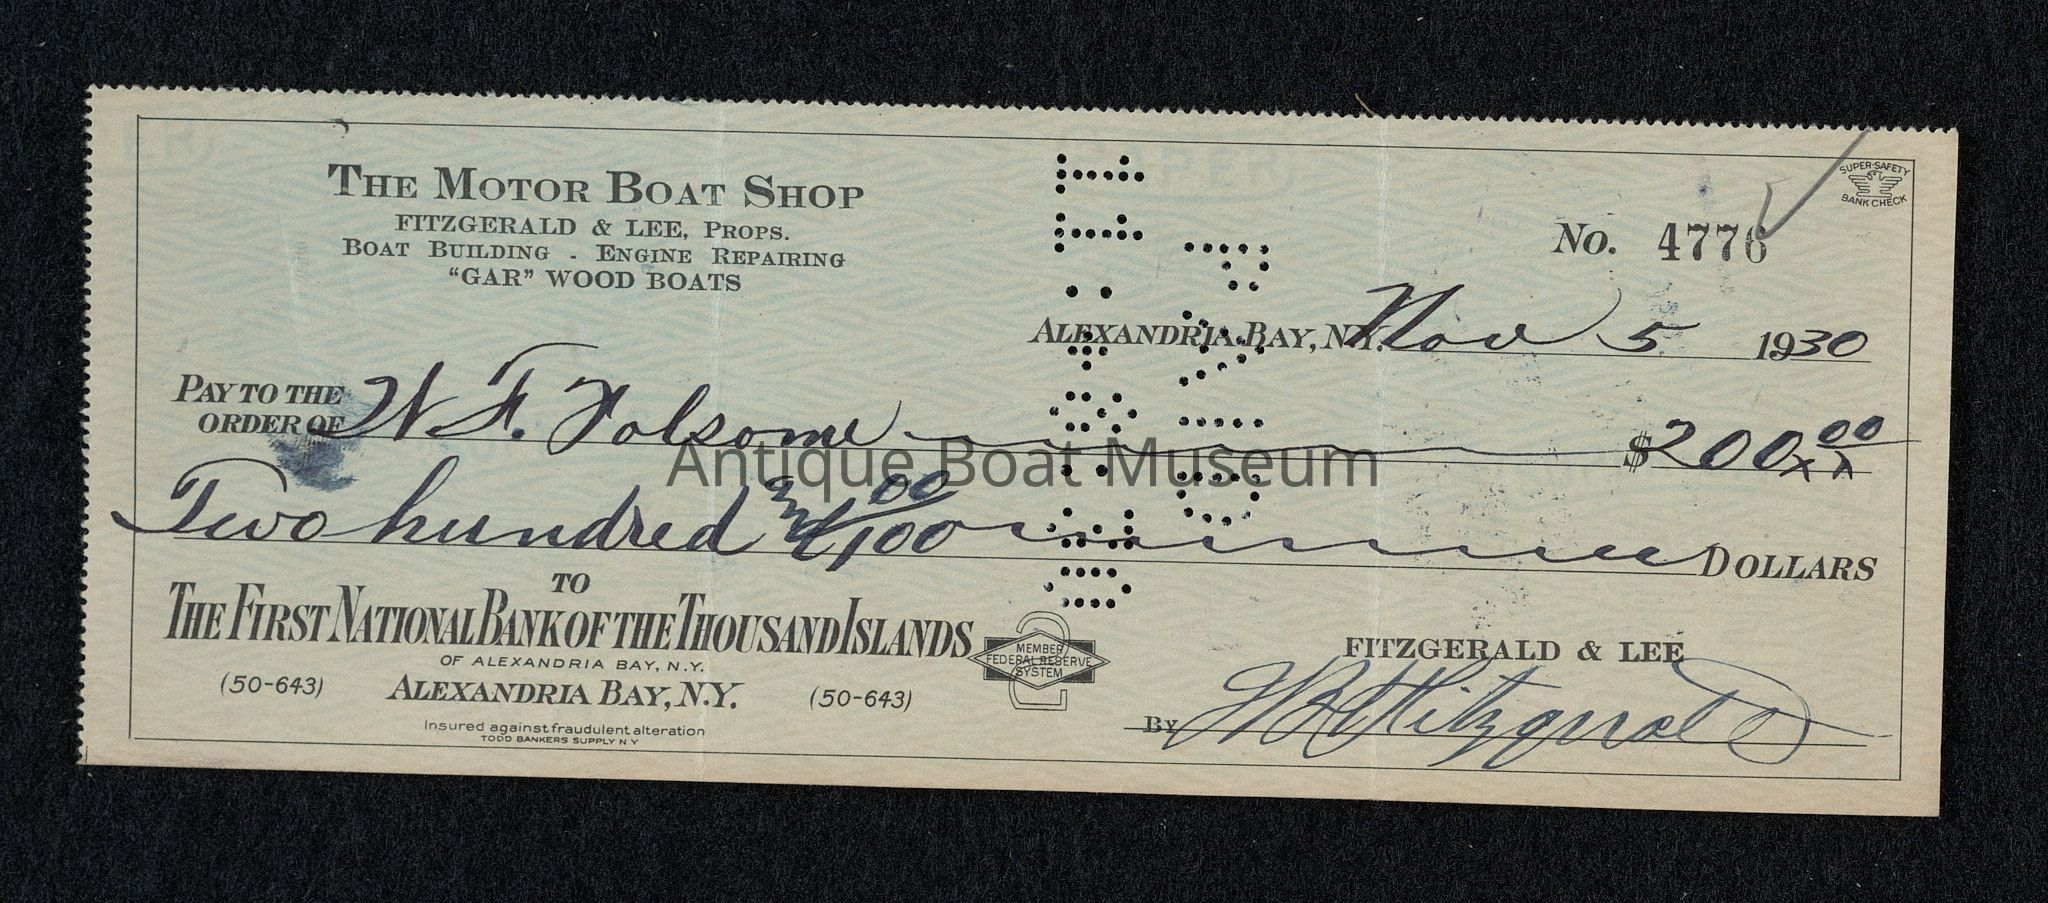 THE MOTOR BOAT SHOP
FITZGERALD & LEE, PROPS.
BOAT BUILDING - ENGINE REPAIRING
"GAR" WOOD BOATS
SUPER-SAFETY
BANK CHECK
No. 4776
ALEXANDRIA BAY, N.Y. Nov 5 1930
PAY TO THE
ORDER OF W. F. Folsome $200 00/xx
Antique Boat Museum
Two hundred & 00/100 DOLLARS
TO
THE FIRST NATIONAL BANK OF THE THOUSAND ISLANDS
OF ALEXANDRIA BAY, N.Y.
(50-643) ALEXANDRIA BAY, N.Y. (50-643)
MEMBER
FEDERAL RESERVE
SYSTEM
2
Insured against fraudulent alteration
TODD BANKERS SUPPLY N Y
FITZGERALD & LEE
By Fitzgerald